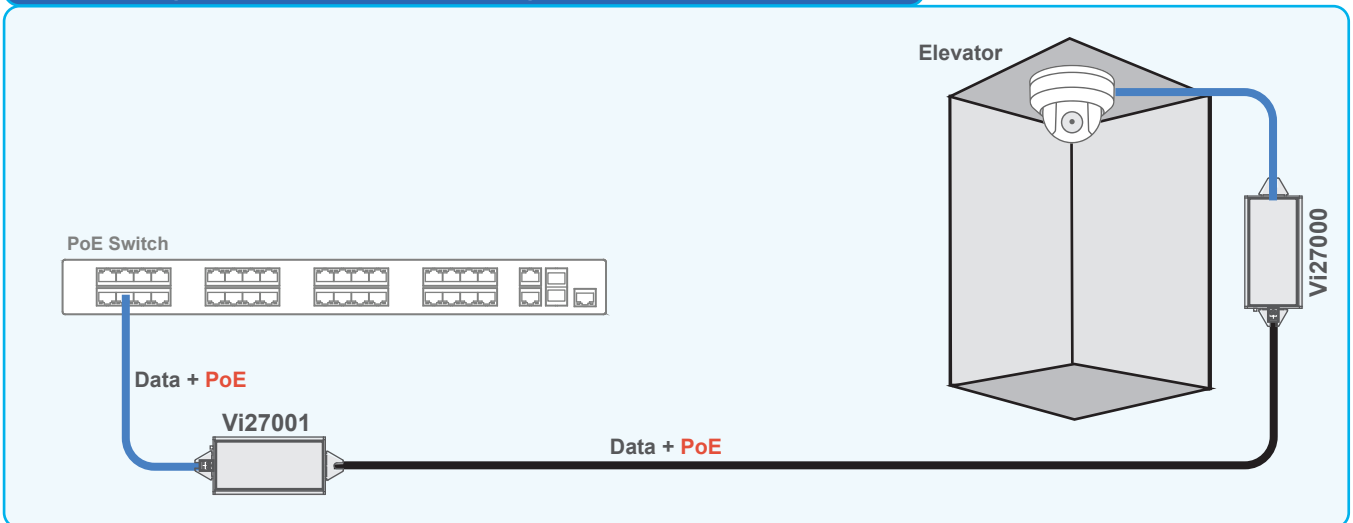 Elevator
Vi27000
PoE Switch
Data + PoE
Vi27001
Data + PoE